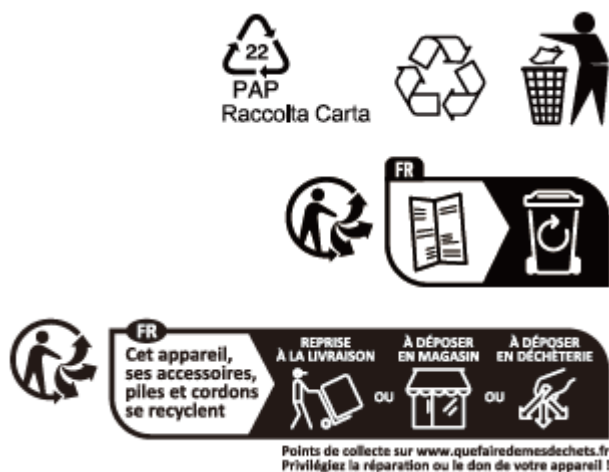 22
PAP
Raccolta Carta
FR
FR
Cet appareil,
ses accessoires,
piles et cordons
se recyclent
REPRISE
À LA LIVRAISON
OU
À DÉPOSER
EN MAGASIN
OU
À DÉPOSER
EN DÉCHÈTERIE
Points de collecte sur www.quefairedemesdechets.fr
Privilégiez la réparation ou le don de votre appareil !